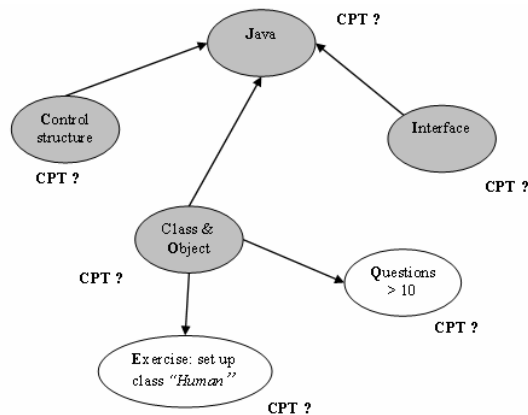 CPT ?
Java
Control
structure
CPT ?
Interface
CPT ?
Class &
Object
CPT ?
Questions
> 10
CPT ?
Exercise: set up
class “Human”
CPT ?